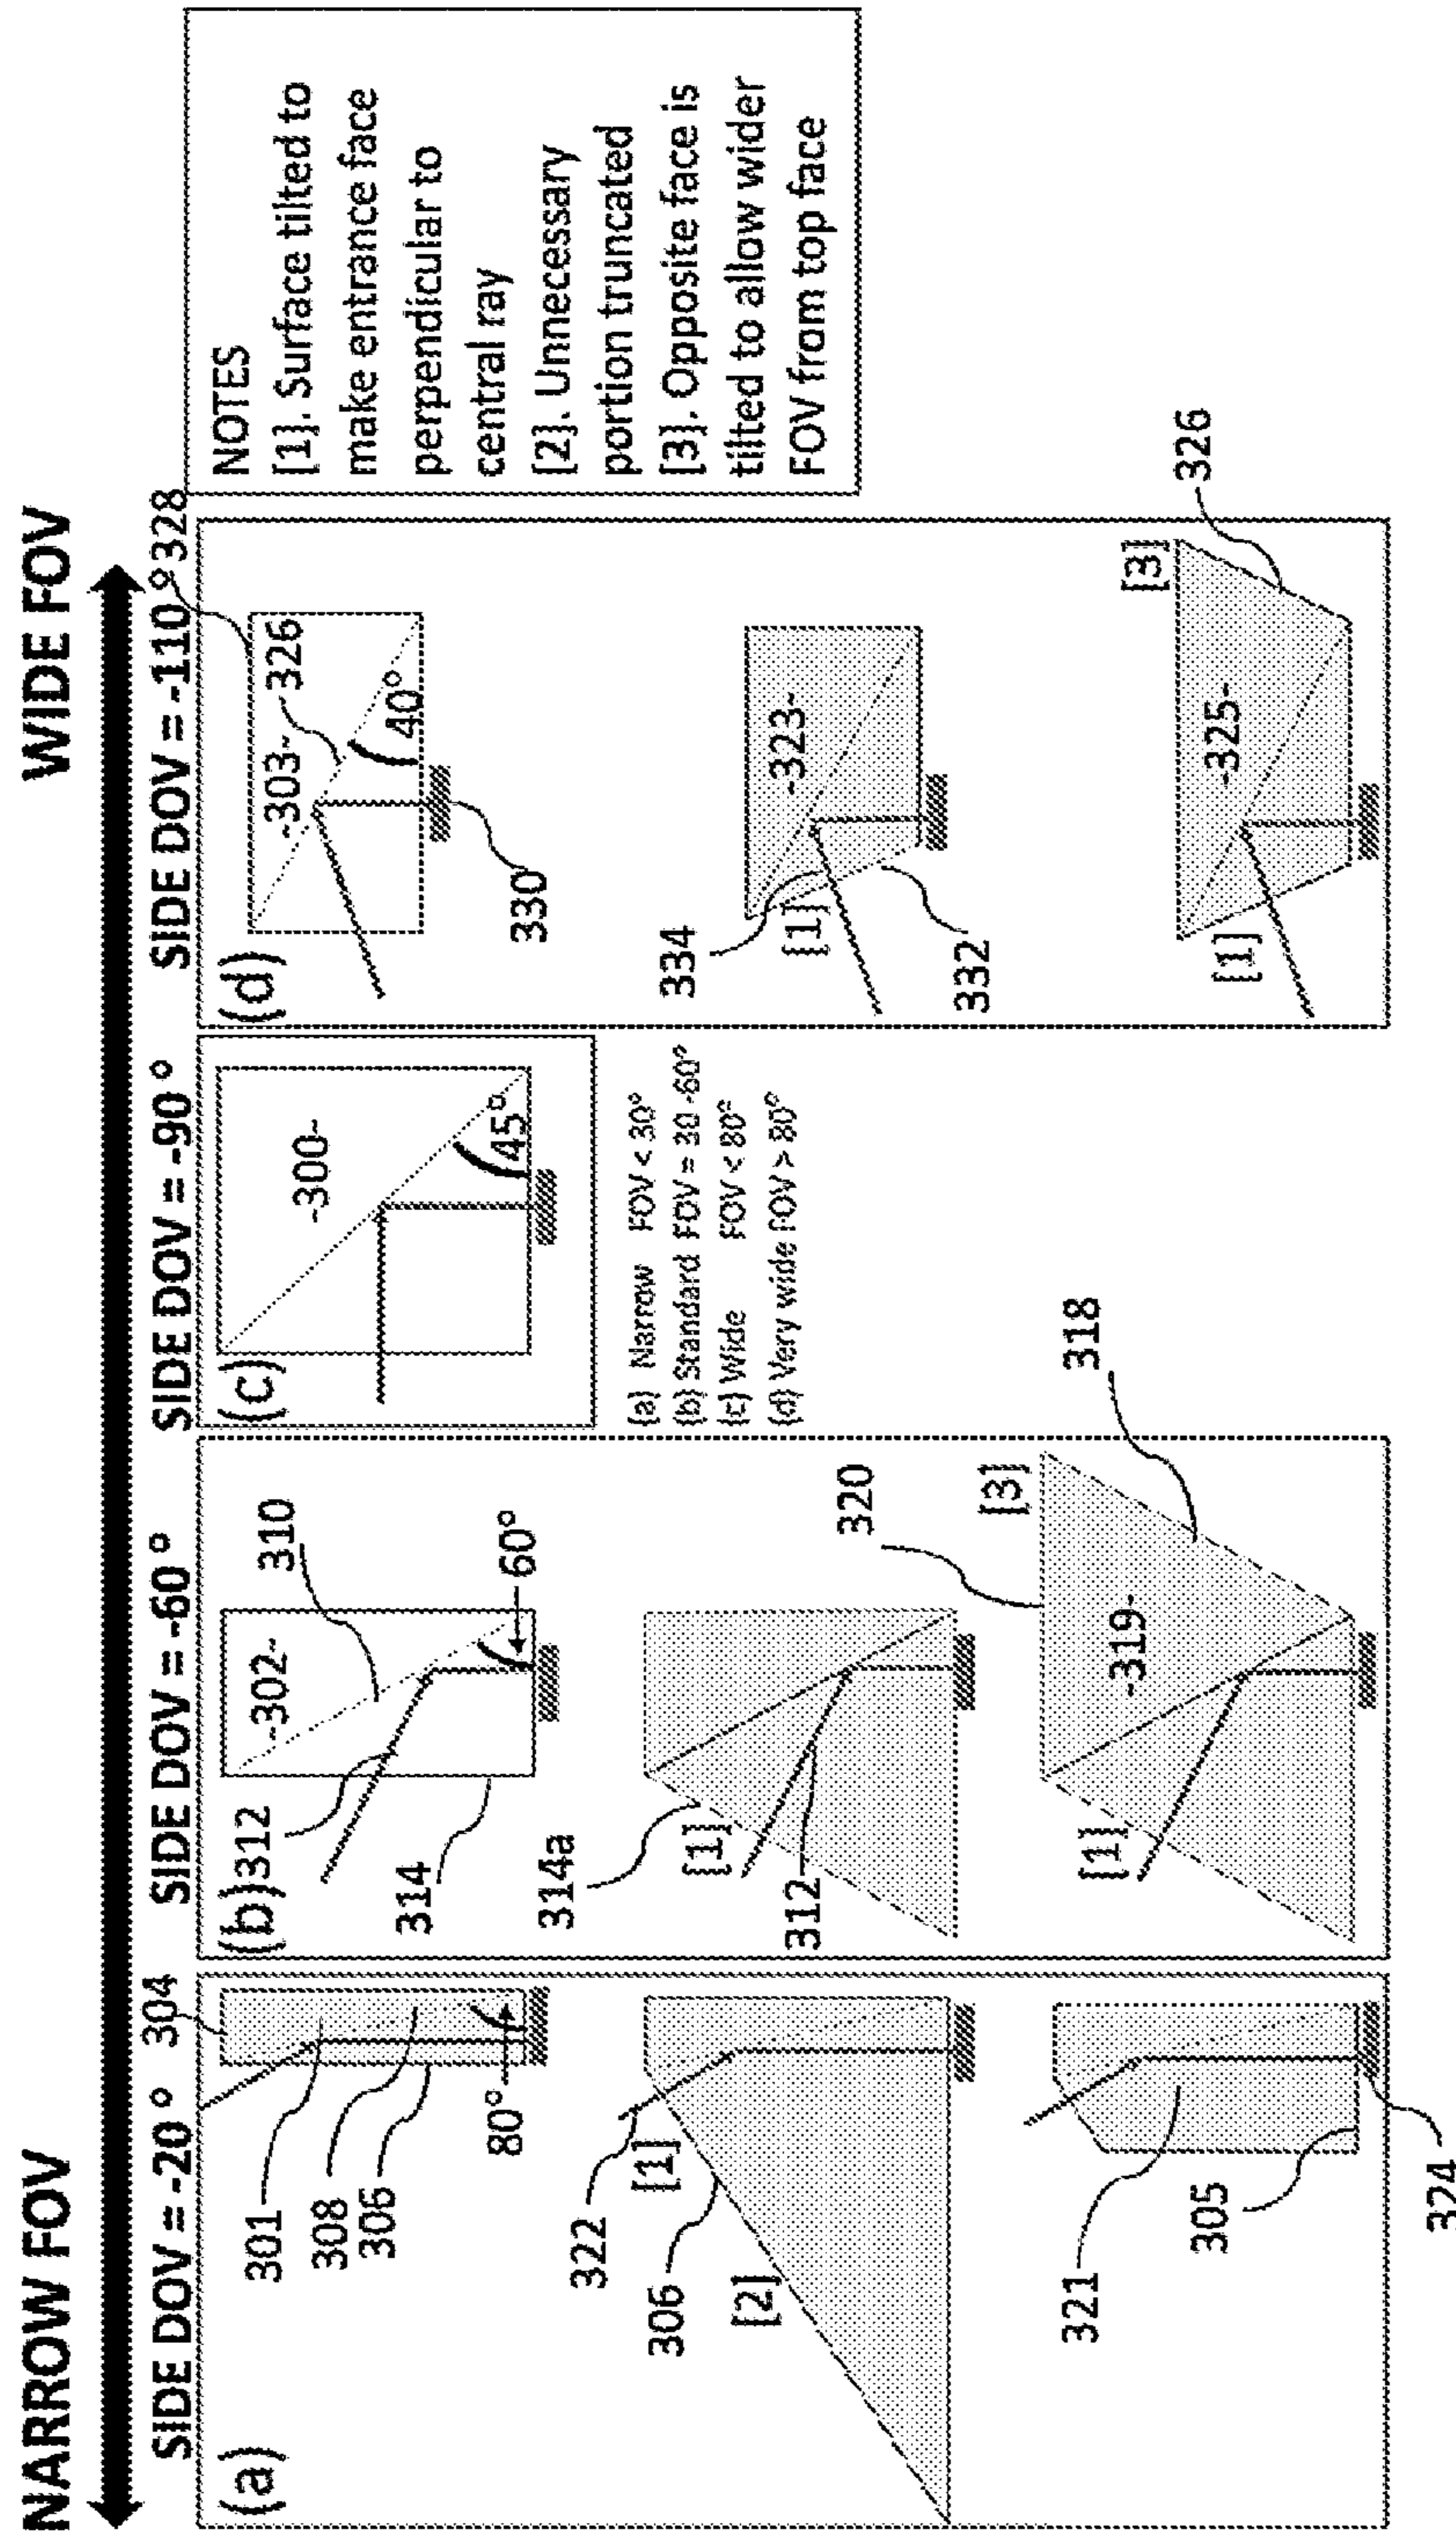 NARROW FOV
WIDE FOV
SIDE DOV = -20 °
SIDE DOV = -60 °
SIDE DOV = -90 °
SIDE DOV = -110 °
(a)
304
301
308
306
80°
322
[1]
306
[2]
321
305
324
(b)
312
310
314
60°
314a
[1]
312
320
[3]
-302-
-319-
[1]
318
(c)
-300-
45°
(a) Narrow FOV < 30°
(b) Standard FOV = 30 -60°
(c) Wide FOV < 80°
(d) Very wide FOV > 80°
(d)
328
-303-
326
40°
330
334
[1]
332
-323-
[3]
-325-
[1]
326
NOTES
[1]. Surface tilted to
make entrance face
perpendicular to
central ray
[2]. Unnecessary
portion truncated
[3]. Opposite face is
tilted to allow wider
FOV from top face